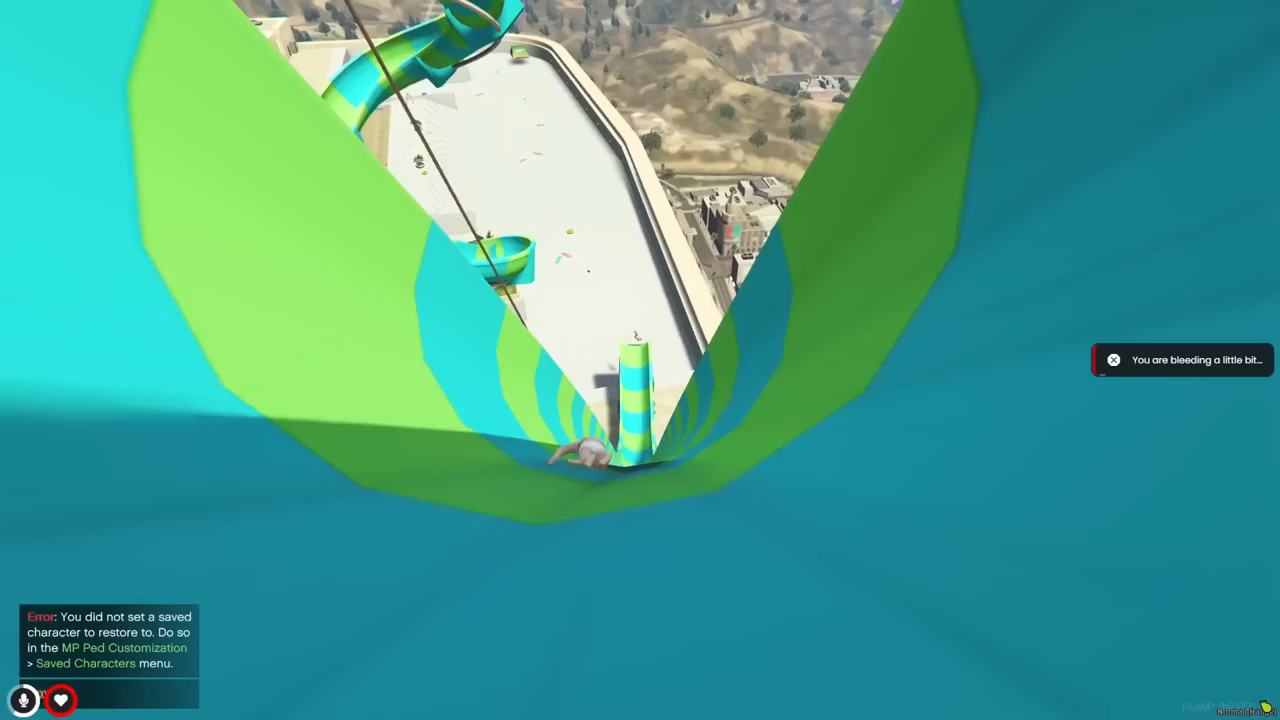 You are bleeding a little bit...
Error: You did not set a saved
character to restore to. Do so
in the MP Ped Customization
> Saved Characters menu.